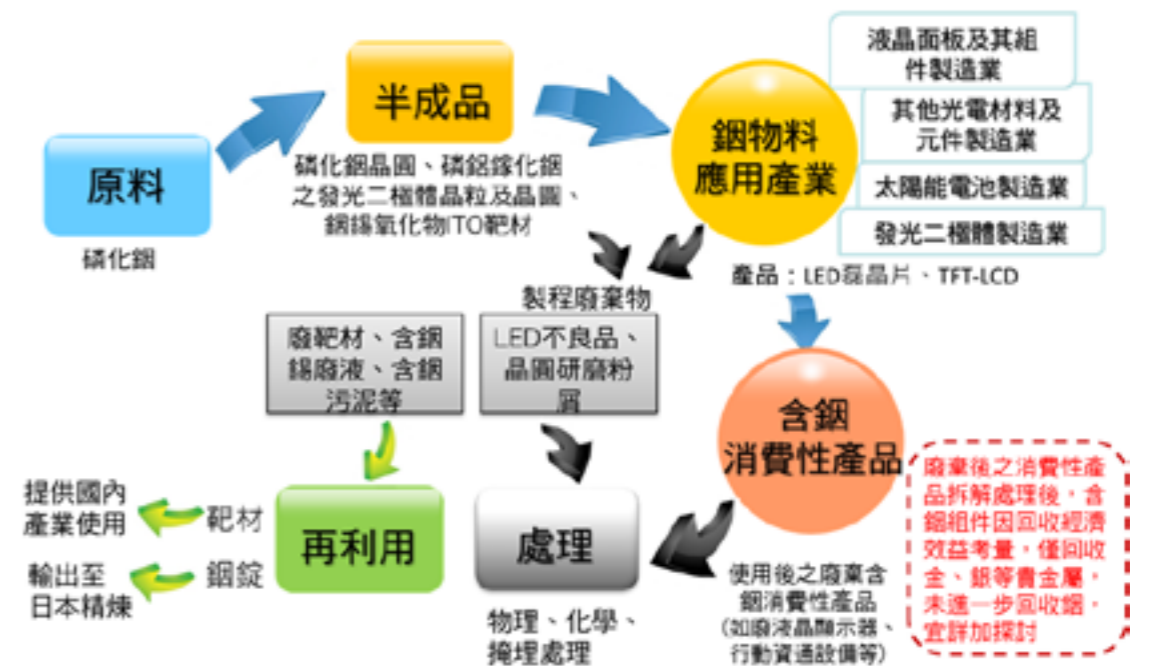 原料
磷化銦
半成品
磷化銦晶圓、磷鋁鎵化銦
之發光二極體晶粒及晶圓、
銦錫氧化物ITO靶材
銦物料
應用產業
液晶面板及其組
件製造業
其他光電材料及
元件製造業
太陽能電池製造業
發光二極體製造業
產品：LED磊晶片、TFT-LCD
製程廢棄物
廢靶材、含銦
錫廢液、含銦
污泥等
LED不良品、
晶圓研磨粉
屑
含銦
消費性產品
廢棄後之消費性產
品拆解處理後，含
銦組件因回收經濟
效益考量，僅回收
金、銀等貴金屬，
未進一步回收銦，
宜詳加探討
再利用
處理
靶材
提供國內
產業使用
銦錠
輸出至
日本精煉
物理、化學、
掩埋處理
使用後之廢棄含
銦消費性產品
(如廢液晶顯示器、
行動資通設備等)